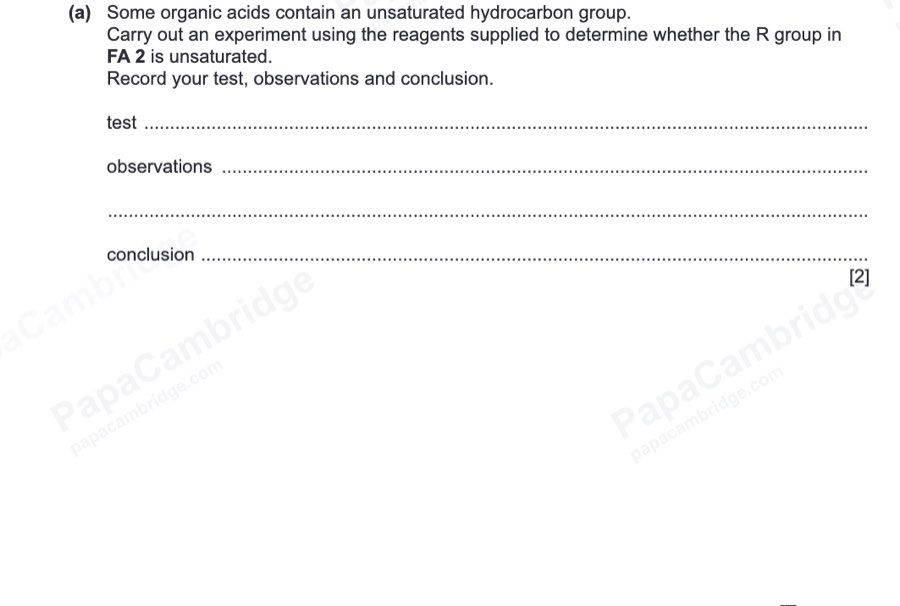 (a) Some organic acids contain an unsaturated hydrocarbon group.
Carry out an experiment using the reagents supplied to determine whether the R group in
FA 2 is unsaturated.
Record your test, observations and conclusion.
test ....................................................................................................
observations ....................................................................................................
....................................................................................................
conclusion ....................................................................................................
[2]
aCambridge
PapaCambridge
papacambridge.com
PapaCambridge
papacambridge.com